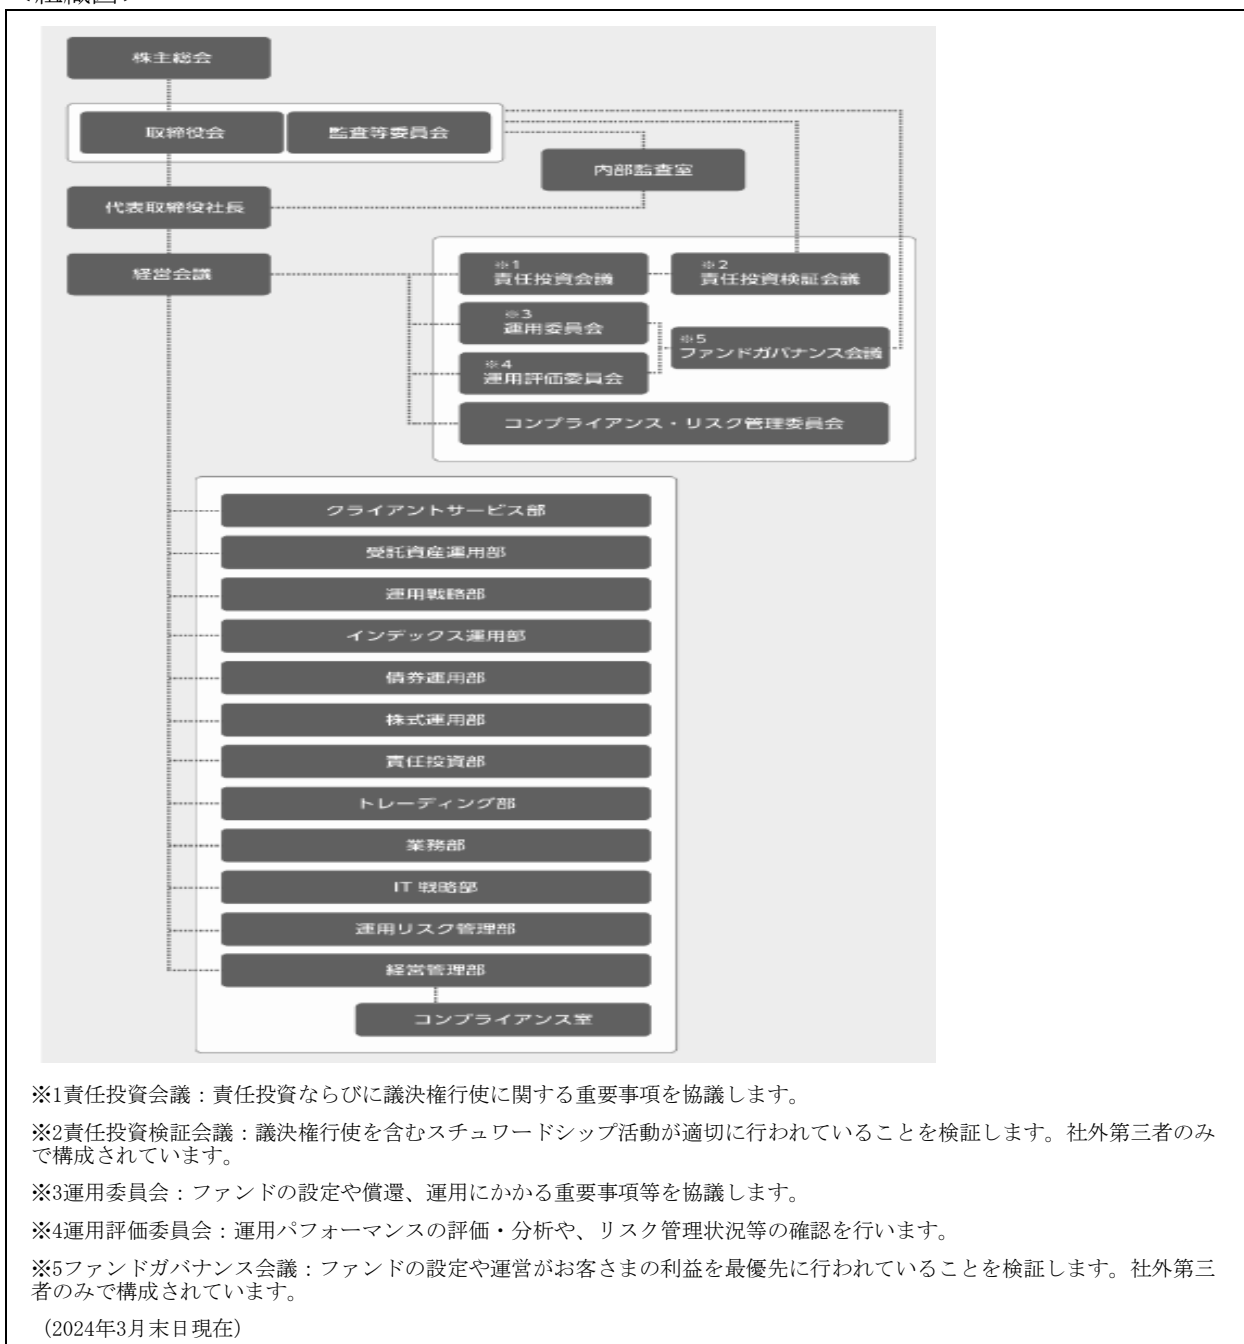 株主総会
取締役会
監査等委員会
内部監査室
代表取締役社長
経営会議
※1
責任投資会議
※2
責任投資検証会議
※3
運用委員会
※4
運用評価委員会
※5
ファンドガバナンス会議
コンプライアンス・リスク管理委員会
クライアントサービス部
受託資産運用部
運用戦略部
インデックス運用部
債券運用部
株式運用部
責任投資部
トレーディング部
業務部
IT 戦略部
運用リスク管理部
経営管理部
コンプライアンス室
※1責任投資会議：責任投資ならびに議決権行使に関する重要事項を協議します。
※2責任投資検証会議：議決権行使を含むスチュワードシップ活動が適切に行われていることを検証します。社外第三者のみ
で構成されています。
※3運用委員会：ファンドの設定や償還、運用にかかる重要事項等を協議します。
※4運用評価委員会：運用パフォーマンスの評価・分析や、リスク管理状況等の確認を行います。
※5ファンドガバナンス会議：ファンドの設定や運営がお客さまの利益を最優先に行われていることを検証します。社外第三
者のみで構成されています。
（2024年3月末日現在）